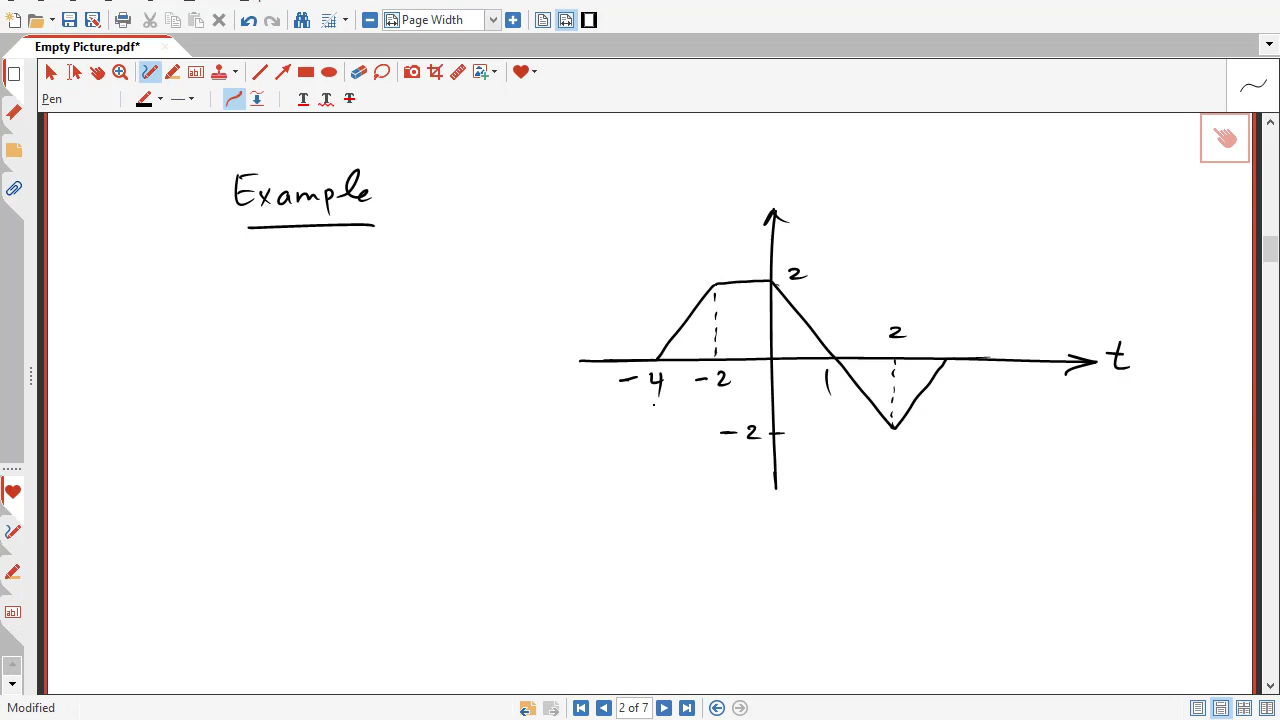 Page Width
Empty Picture.pdf*
Pen
Example
2
2
t
-4 -2 1
-2
Modified
2 of 7